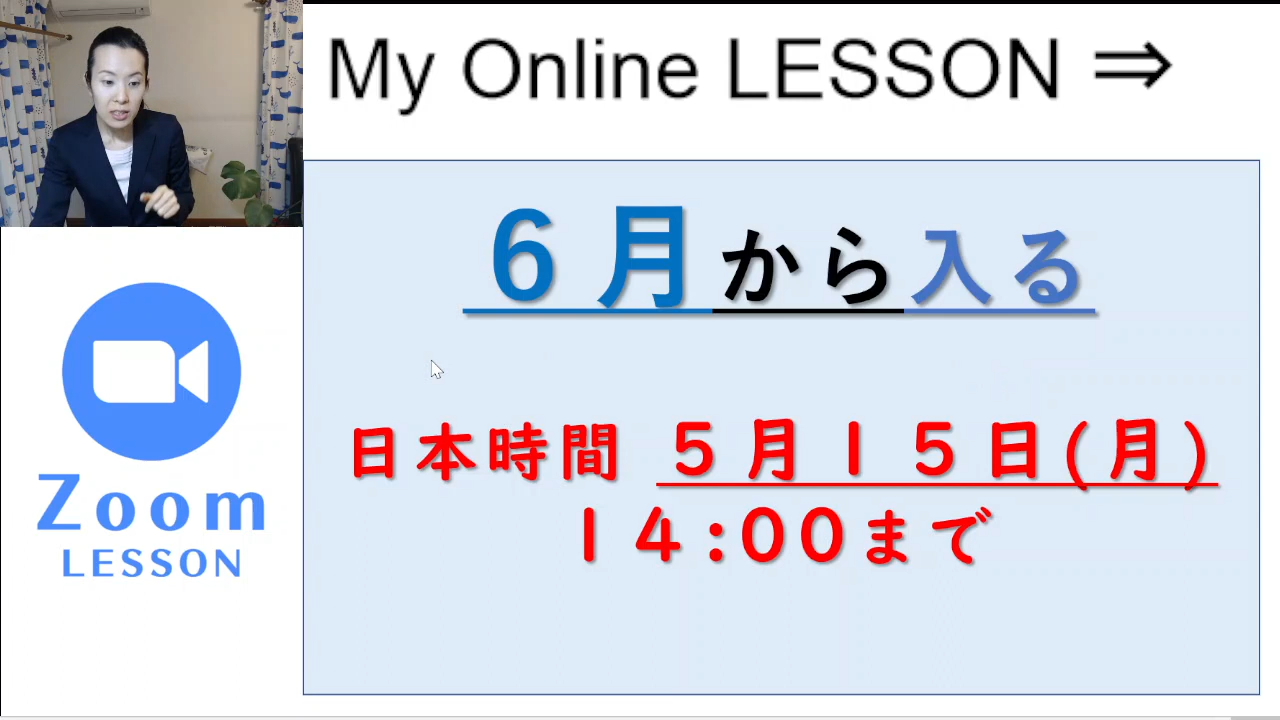 My Online LESSON ⇒
6月から入る
日本時間 5月15日(月)
14:00まで
Zoom
LESSON